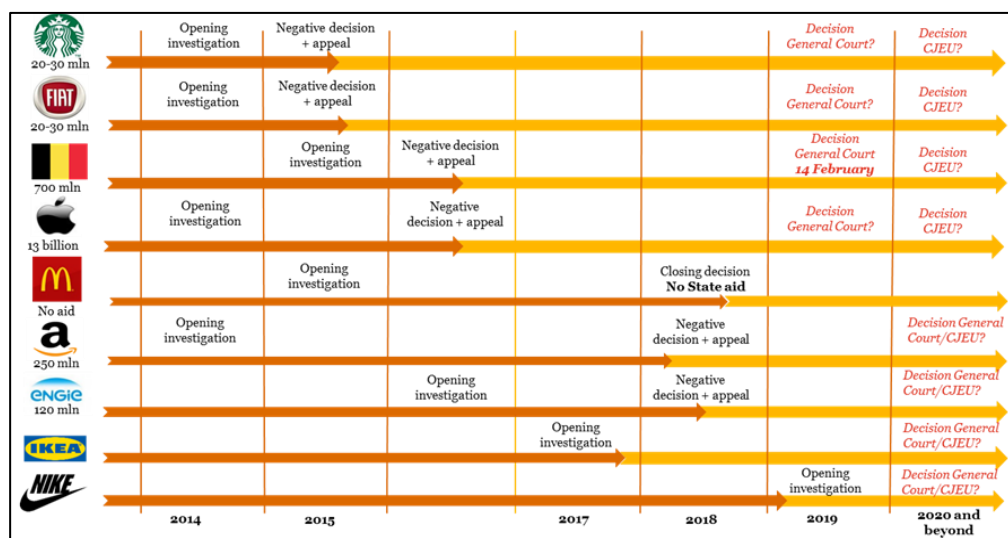 Opening
investigation
Negative decision
+ appeal
Decision
General Court?
Decision
CJEU?
20-30 mln
FIAT
Opening
investigation
Negative decision
+ appeal
Decision
General Court?
Decision
CJEU?
20-30 mln
Opening
investigation
Negative decision
+ appeal
Decision
General Court
14 February
Decision
CJEU?
700 mln
Opening
investigation
Negative
decision + appeal
Decision
General Court?
Decision
CJEU?
13 billion
Opening
investigation
Closing decision
No State aid
No aid
a
Opening
investigation
Negative
decision + appeal
Decision General
Court/CJEU?
250 mln
ENGIE
Opening
investigation
Negative
decision + appeal
Decision General
Court/CJEU?
120 mln
IKEA
Opening
investigation
Decision General
Court/CJEU?
NIKE
Opening
investigation
Decision General
Court/CJEU?
2014 2015 2017 2018 2019 2020 and
beyond